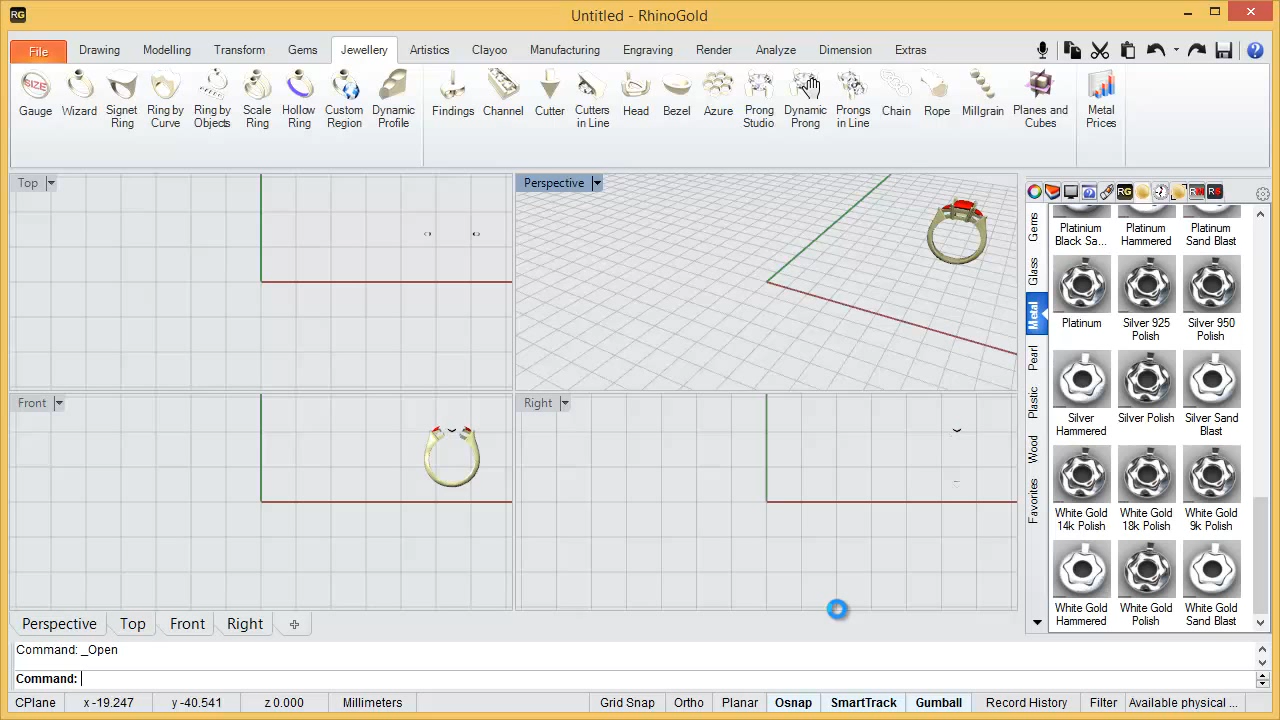 RG
Untitled - RhinoGold
File Drawing Modelling Transform Gems Jewellery Artistics Clayoo Manufacturing Engraving Render Analyze Dimension Extras
SIZE
Gauge Wizard Signet Ring Ring by Curve Ring by Objects Scale Ring Hollow Ring Custom Region Dynamic Profile Findings Channel Cutter Cutters in Line Head Bezel Azure Prong Studio Dynamic Prong Prongs in Line Chain Rope Millgrain Planes and Cubes Metal Prices
Top
Perspective
RG
Gems
Glass
Metal
Pearl
Plastic
Wood
Favorites
Platinium Black Sa... Platinum Hammered Platinum Sand Blast
Platinum Silver 925 Polish Silver 950 Polish
Silver Hammered Silver Polish Silver Sand Blast
White Gold 14k Polish White Gold 18k Polish White Gold 9k Polish
White Gold Hammered White Gold Polish White Gold Sand Blast
Front
Right
Perspective Top Front Right
Command: _Open
Command:
CPlane x -19.247 y -40.541 z 0.000 Millimeters Grid Snap Ortho Planar Osnap SmartTrack Gumball Record History Filter Available physical ...